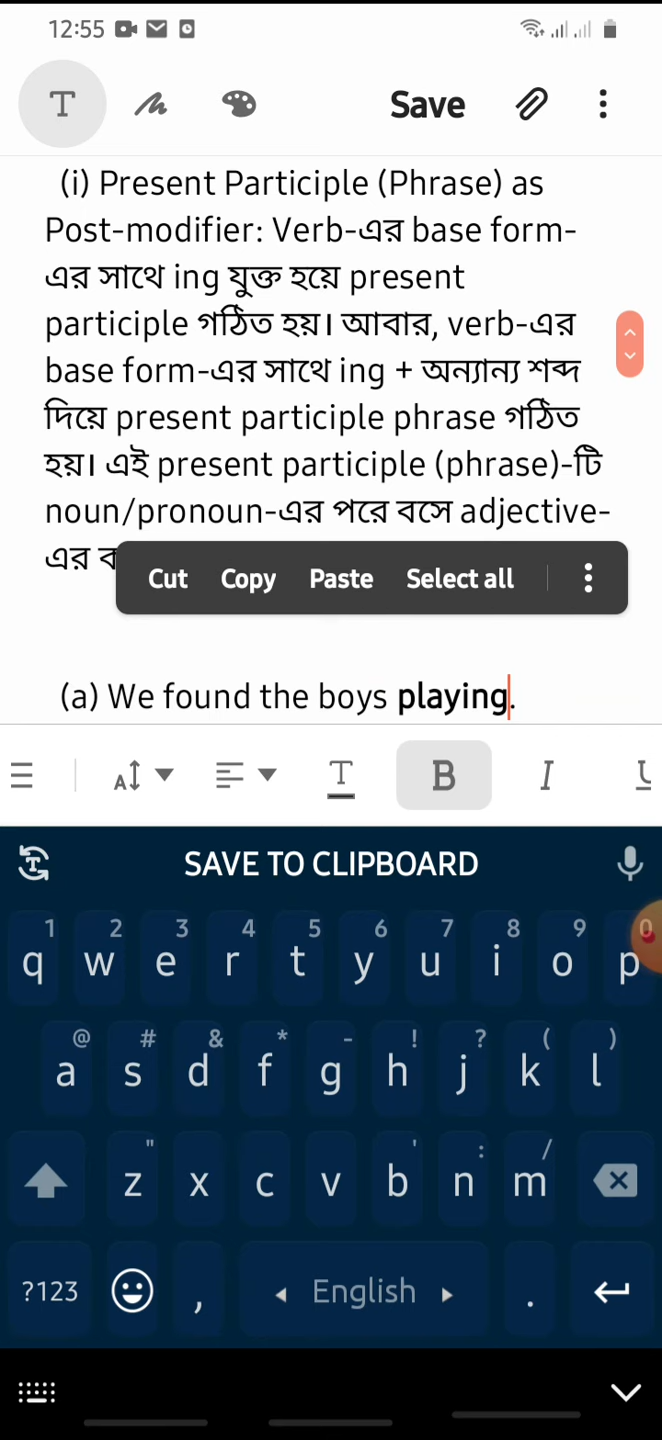 12:55
T
Save
(i) Present Participle (Phrase) as
Post-modifier: Verb-এর base form-
এর সাথে ing যুক্ত হয়ে present
participle গঠিত হয়। আবার, verb-এর
base form-এর সাথে ing + অন্যান্য শব্দ
দিয়ে present participle phrase গঠিত
হয়। এই present participle (phrase)-টি
noun/pronoun-এর পরে বসে adjective-
এর
Cut Copy Paste Select all
(a) We found the boys playing.
A T B I U
T SAVE TO CLIPBOARD
1 2 3 4 5 6 7 8 9 0
q w e r t y u i o p
@ # & * - ! ? ( )
a s d f g h j k l
" ' : /
z x c v b n m
?123 , English .